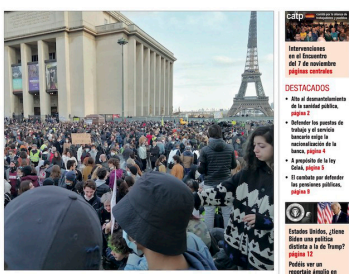 catp
Intervenciones
en el Encuentro
del 7 de noviembre
páginas centrales
DESTACADOS
• Alto al desmantelamiento
de la sanidad pública,
página 2
• Defender los puestos de
trabajo y el servicio
bancario exige la
nacionalización de la
banca, página 4
• A propósito de la ley
Celaá, página 5
• El combate por defender
las pensiones públicas,
página 9
Estados Unidos, ¿tiene
Biden una política
distinta a la de Trump?
página 12
Podéis ver un
reportaje amplio en